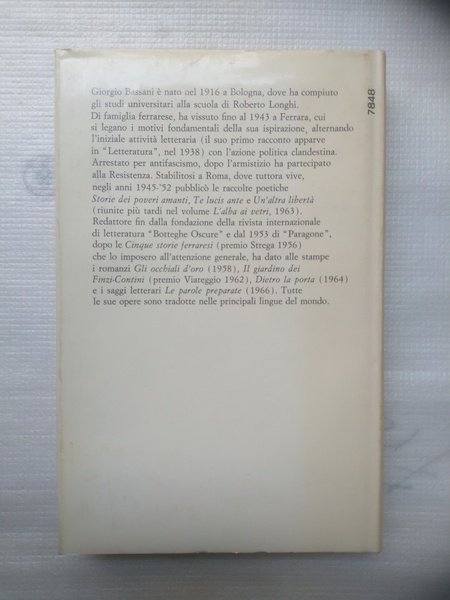 Giorgio Bassani è nato nel 1916 a Bologna, dove ha compiuto
gli studi universitari alla scuola di Roberto Longhi.
Di famiglia ferrarese, ha vissuto fino al 1943 a Ferrara, cui
si legano i motivi fondamentali della sua ispirazione, alternando
l'iniziale attività letteraria (il suo primo racconto apparve
in "Letteratura", nel 1938) con l'azione politica clandestina.
Arrestato per antifascismo, dopo l'armistizio ha partecipato
alla Resistenza. Stabilitosi a Roma, dove tuttora vive,
negli anni 1945-'52 pubblicò le raccolte poetiche
Storie dei poveri amanti, Te lucis ante e Un'altra libertà
(riunite più tardi nel volume L'alba ai vetri, 1963).
Redattore fin dalla fondazione della rivista internazionale
di letteratura "Botteghe Oscure" e dal 1953 di "Paragone",
dopo le Cinque storie ferraresi (premio Strega 1956)
che lo imposero all'attenzione generale, ha dato alle stampe
i romanzi Gli occhiali d'oro (1958), Il giardino dei
Finzi-Contini (premio Viareggio 1962), Dietro la porta (1964)
e i saggi letterari Le parole preparate (1966). Tutte
le sue opere sono tradotte nelle principali lingue del mondo.
7848